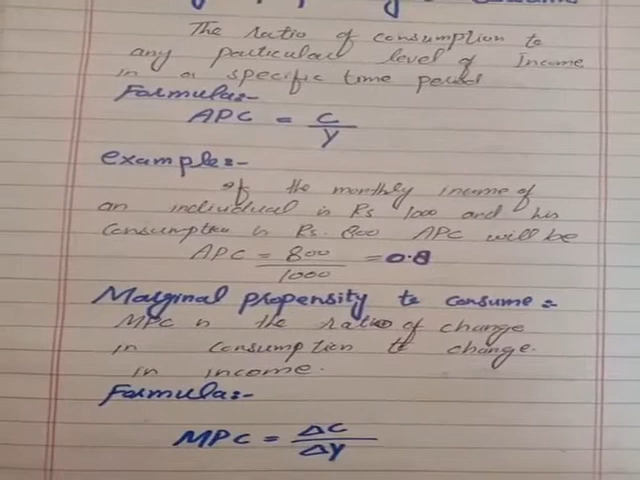 The ratio of consumption to
any particular level of Income
in a specific time period
Formula:-
APC = C
Y
example:-
If the monthly income of
an individual is Rs 1000 and his
Consumption is Rs. 800 APC will be
APC = 800 = 0.8
1000
Marginal propensity to consume:-
MPC is the ratio of change
in Consumption to change.
in income.
Formula:-
MPC = ΔC
ΔY